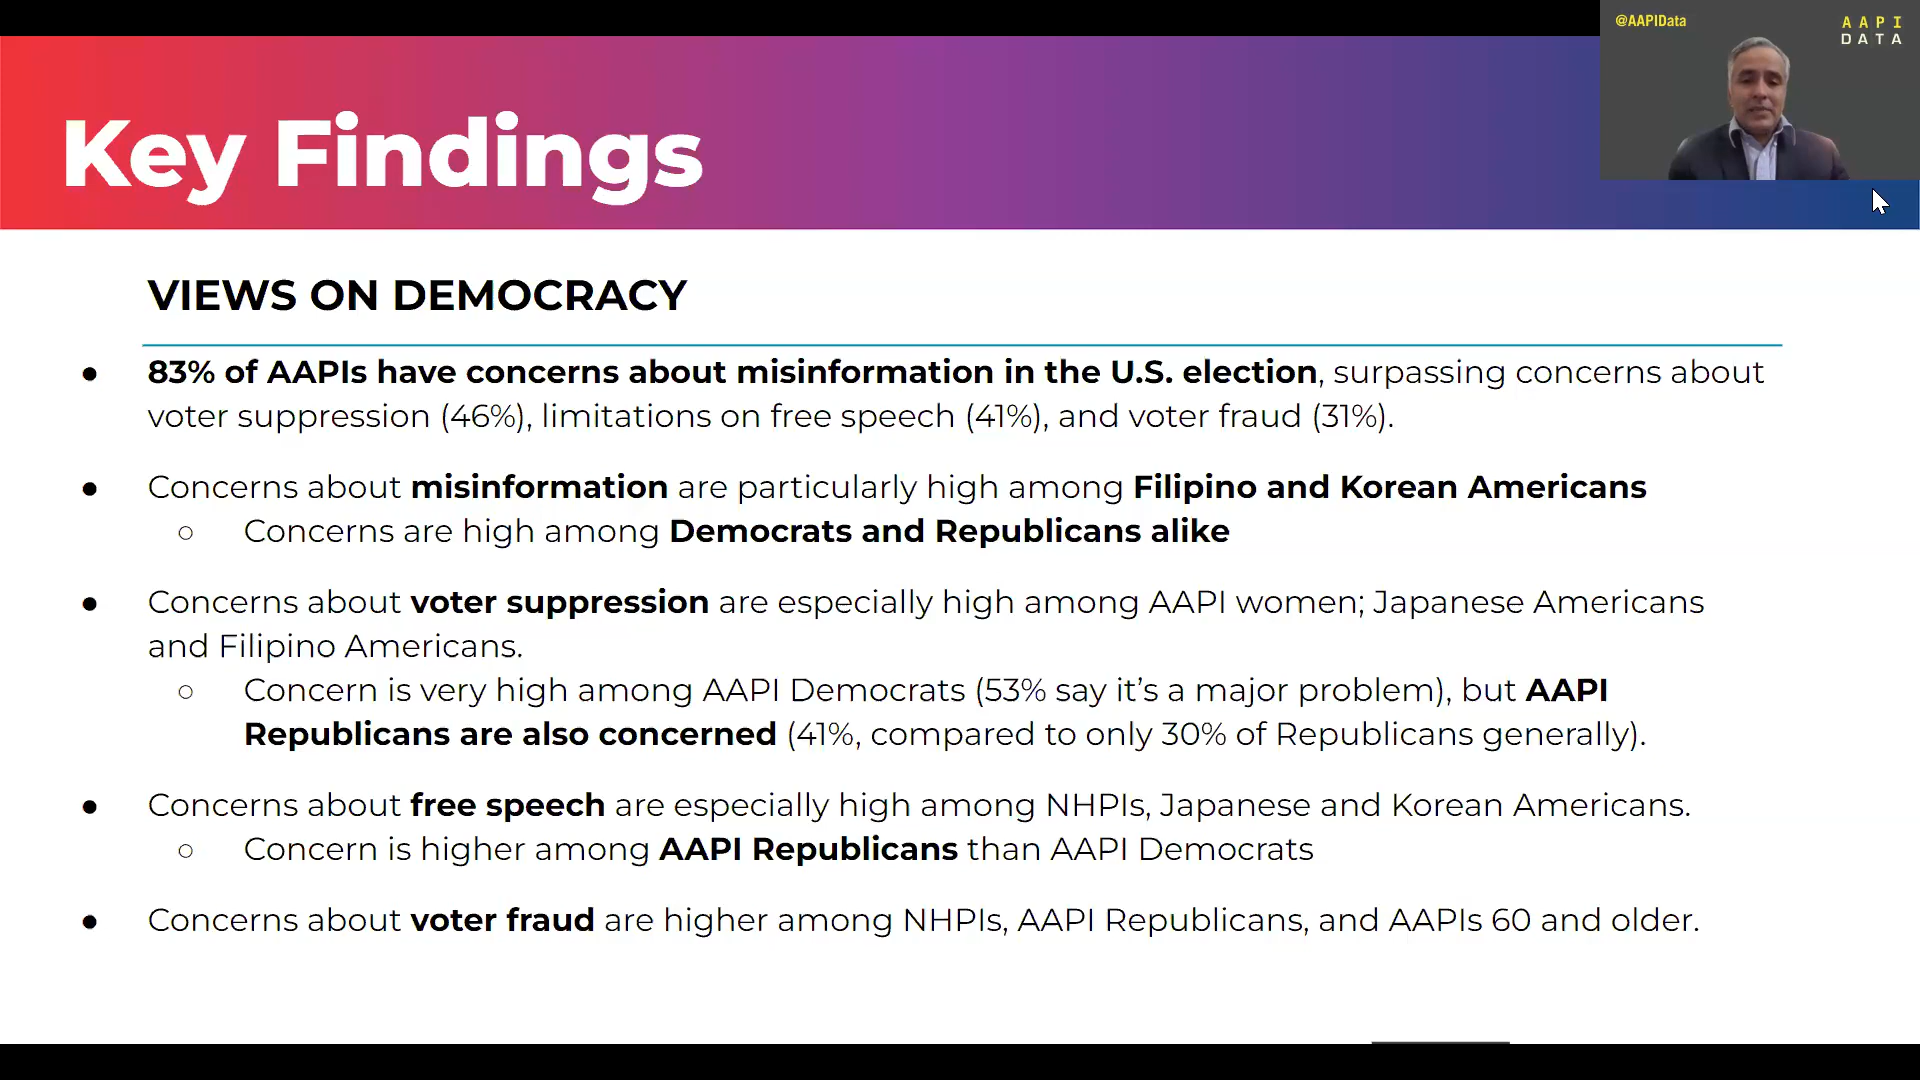 @AAPIData
AAPI
DATA
Key Findings
VIEWS ON DEMOCRACY
● 83% of AAPIs have concerns about misinformation in the U.S. election, surpassing concerns about
voter suppression (46%), limitations on free speech (41%), and voter fraud (31%).
● Concerns about misinformation are particularly high among Filipino and Korean Americans
○ Concerns are high among Democrats and Republicans alike
● Concerns about voter suppression are especially high among AAPI women; Japanese Americans
and Filipino Americans.
○ Concern is very high among AAPI Democrats (53% say it’s a major problem), but AAPI
Republicans are also concerned (41%, compared to only 30% of Republicans generally).
● Concerns about free speech are especially high among NHPIs, Japanese and Korean Americans.
○ Concern is higher among AAPI Republicans than AAPI Democrats
● Concerns about voter fraud are higher among NHPIs, AAPI Republicans, and AAPIs 60 and older.